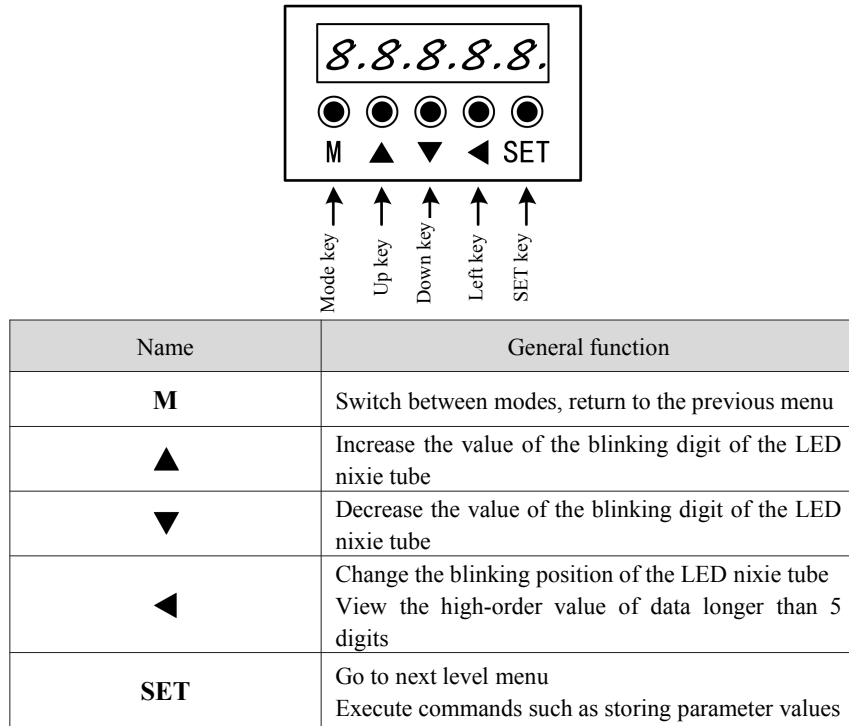 8.8.8.8.8.
M ▲ ▼ ◀ SET
Mode key
Up key
Down key
Left key
SET key
Name General function
M Switch between modes, return to the previous menu
▲ Increase the value of the blinking digit of the LED
nixie tube
▼ Decrease the value of the blinking digit of the LED
nixie tube
◀ Change the blinking position of the LED nixie tube
View the high-order value of data longer than 5
digits
SET Go to next level menu
Execute commands such as storing parameter values